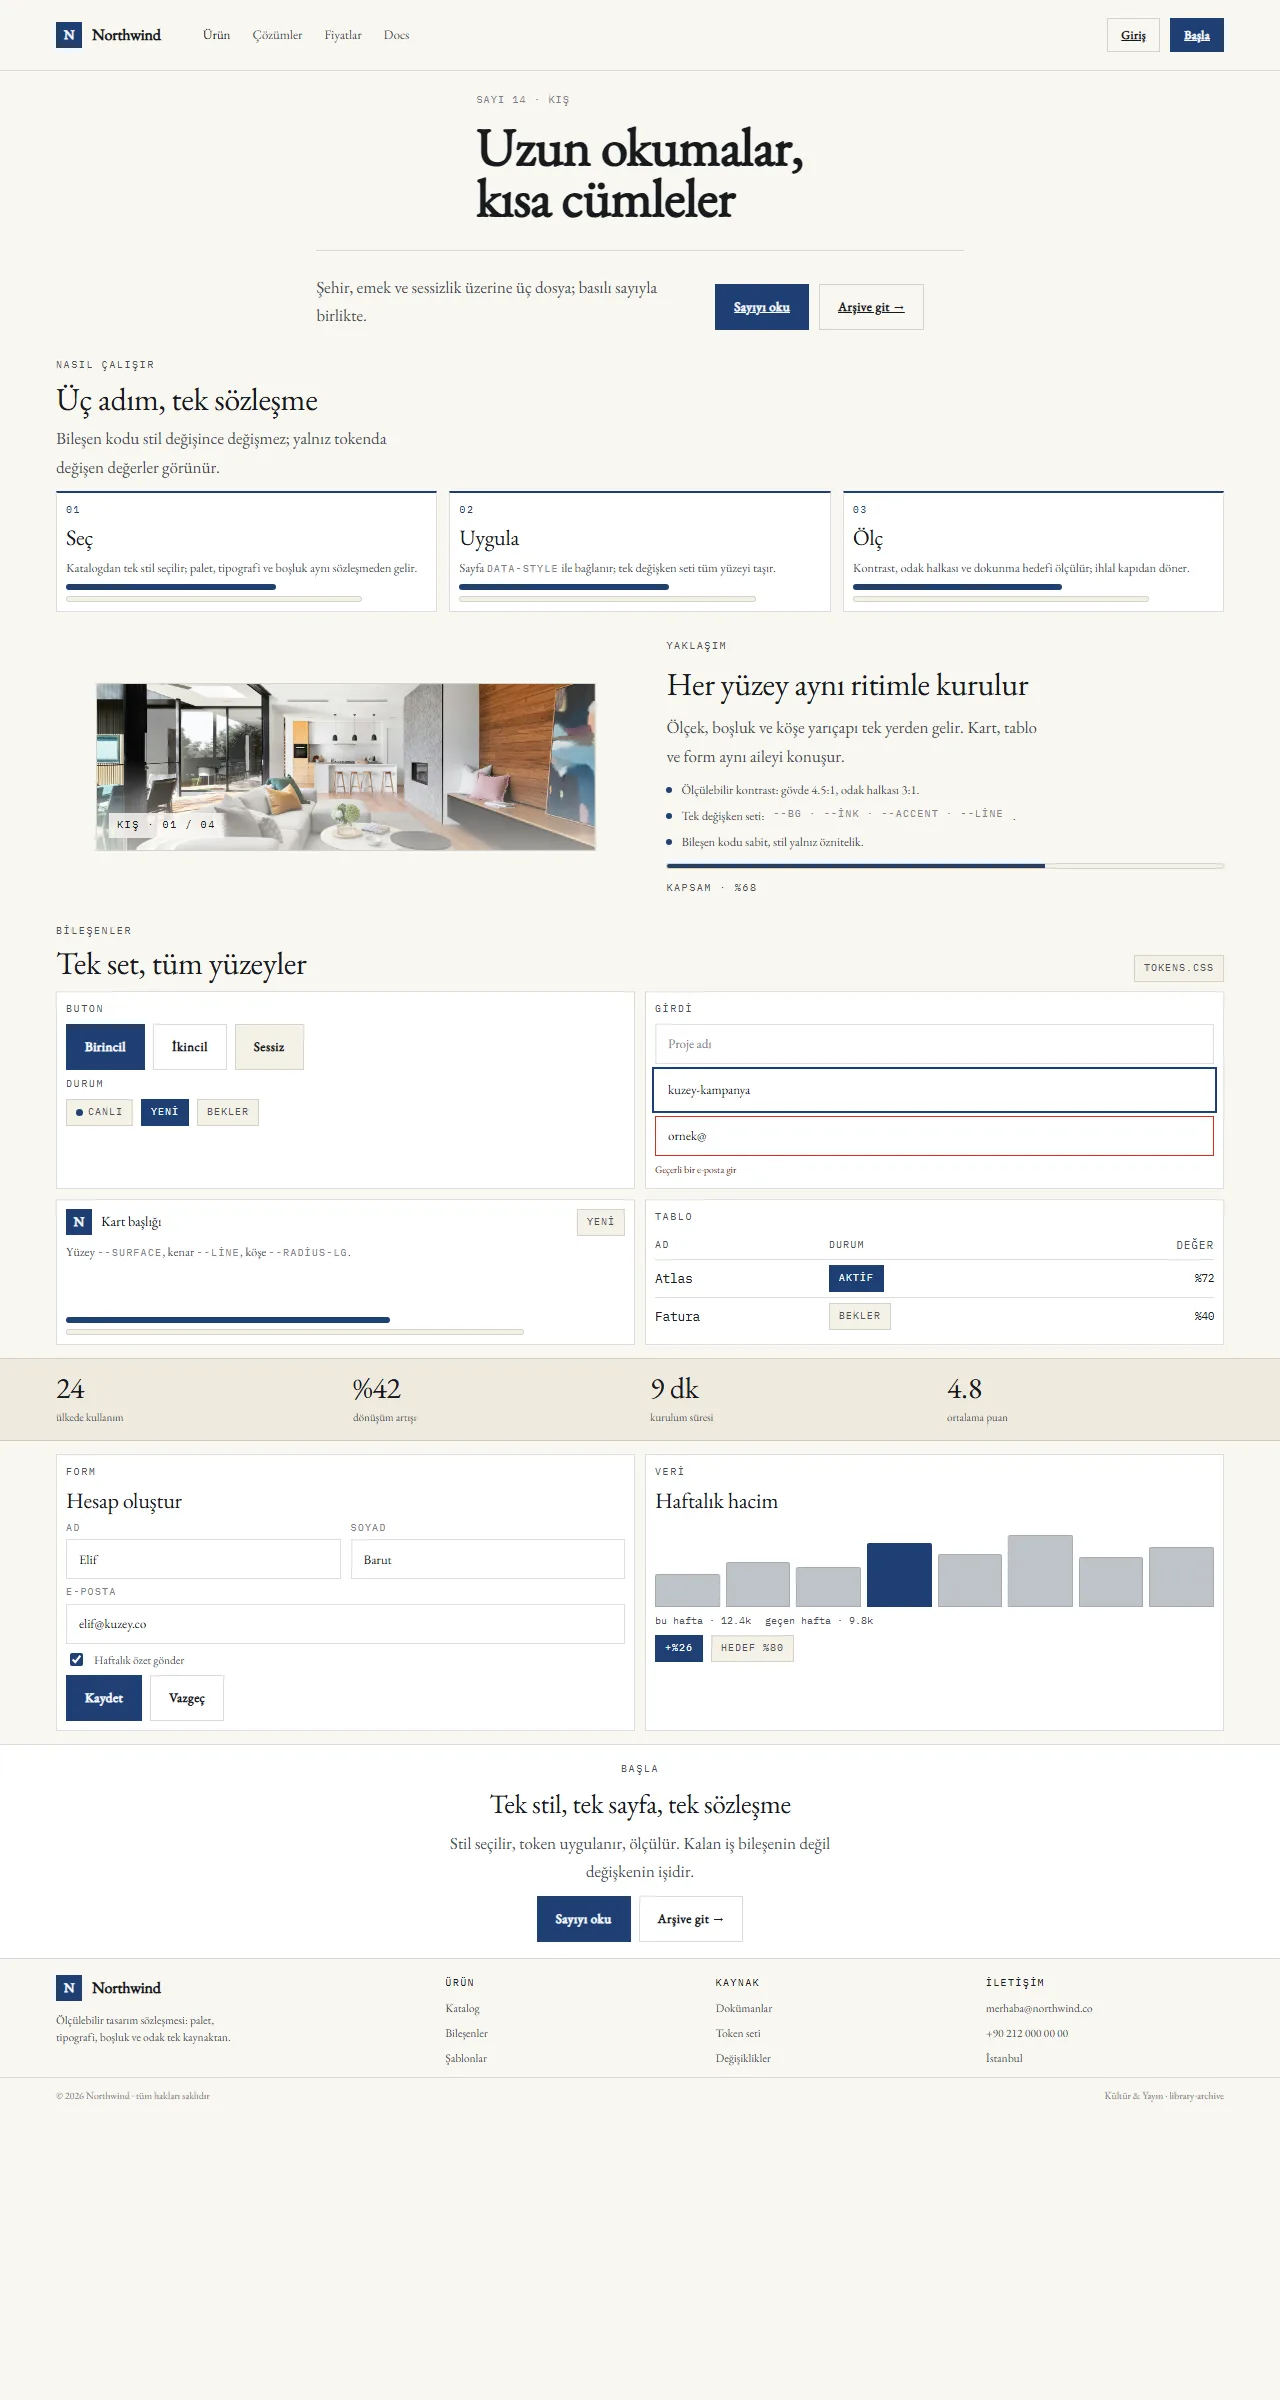 N Northwind Ürün Çözümler Fiyatlar Docs Giriş Başla
SAYI 14 · KIŞ
Uzun okumalar,
kısa cümleler
Şehir, emek ve sessizlik üzerine üç dosya; basılı sayıyla
birlikte.
Sayıyı oku Arşive git →
NASIL ÇALIŞIR
Üç adım, tek sözleşme
Bileşen kodu stil değişince değişmez; yalnız tokenda
değişen değerler görünür.
01
Seç
Katalogdan tek stil seçilir; palet, tipografi ve boşluk aynı sözleşmeden gelir.
02
Uygula
Sayfa DATA-STYLE ile bağlanır; tek değişken seti tüm yüzeyi taşır.
03
Ölç
Kontrast, odak halkası ve dokunma hedefi ölçülür; ihlal kapıdan döner.
KIŞ · 01 / 04
YAKLAŞIM
Her yüzey aynı ritimle kurulur
Ölçek, boşluk ve köşe yarıçapı tek yerden gelir. Kart, tablo
ve form aynı aileyi konuşur.
Ölçülebilir kontrast: gövde 4.5:1, odak halkası 3:1.
Tek değişken seti: --BG · --İNK · --ACCENT · --LİNE .
Bileşen kodu sabit, stil yalnız öznitelik.
KAPSAM · %68
BİLEŞENLER
Tek set, tüm yüzeyler
TOKENS.CSS
BUTON
Birincil İkincil Sessiz
DURUM
CANLI YENİ BEKLER
GİRDİ
Proje adı
kuzey-kampanya
ornek@
Geçerli bir e-posta gir
N Kart başlığı YENİ
Yüzey --SURFACE, kenar --LİNE, köşe --RADİUS-LG.
TABLO
AD DURUM DEĞER
Atlas AKTİF %72
Fatura BEKLER %40
24 %42 9 dk 4.8
ülkede kullanım dönüşüm artışı kurulum süresi ortalama puan
FORM
Hesap oluştur
AD SOYAD
Elif Barut
E-POSTA
elif@kuzey.co
Haftalık özet gönder
Kaydet Vazgeç
VERİ
Haftalık hacim
bu hafta · 12.4k geçen hafta · 9.8k
+%26 HEDEF %80
BAŞLA
Tek stil, tek sayfa, tek sözleşme
Stil seçilir, token uygulanır, ölçülür. Kalan iş bileşenin değil
değişkenin işidir.
Sayıyı oku Arşive git →
N Northwind
Ölçülebilir tasarım sözleşmesi: palet,
tipografi, boşluk ve odak tek kaynaktan.
ÜRÜN
Katalog
Bileşenler
Şablonlar
KAYNAK
Dokümanlar
Token seti
Değişiklikler
İLETİŞİM
merhaba@northwind.co
+90 212 000 00 00
İstanbul
© 2026 Northwind · tüm hakları saklıdır
Kültür & Yayın · library-archive